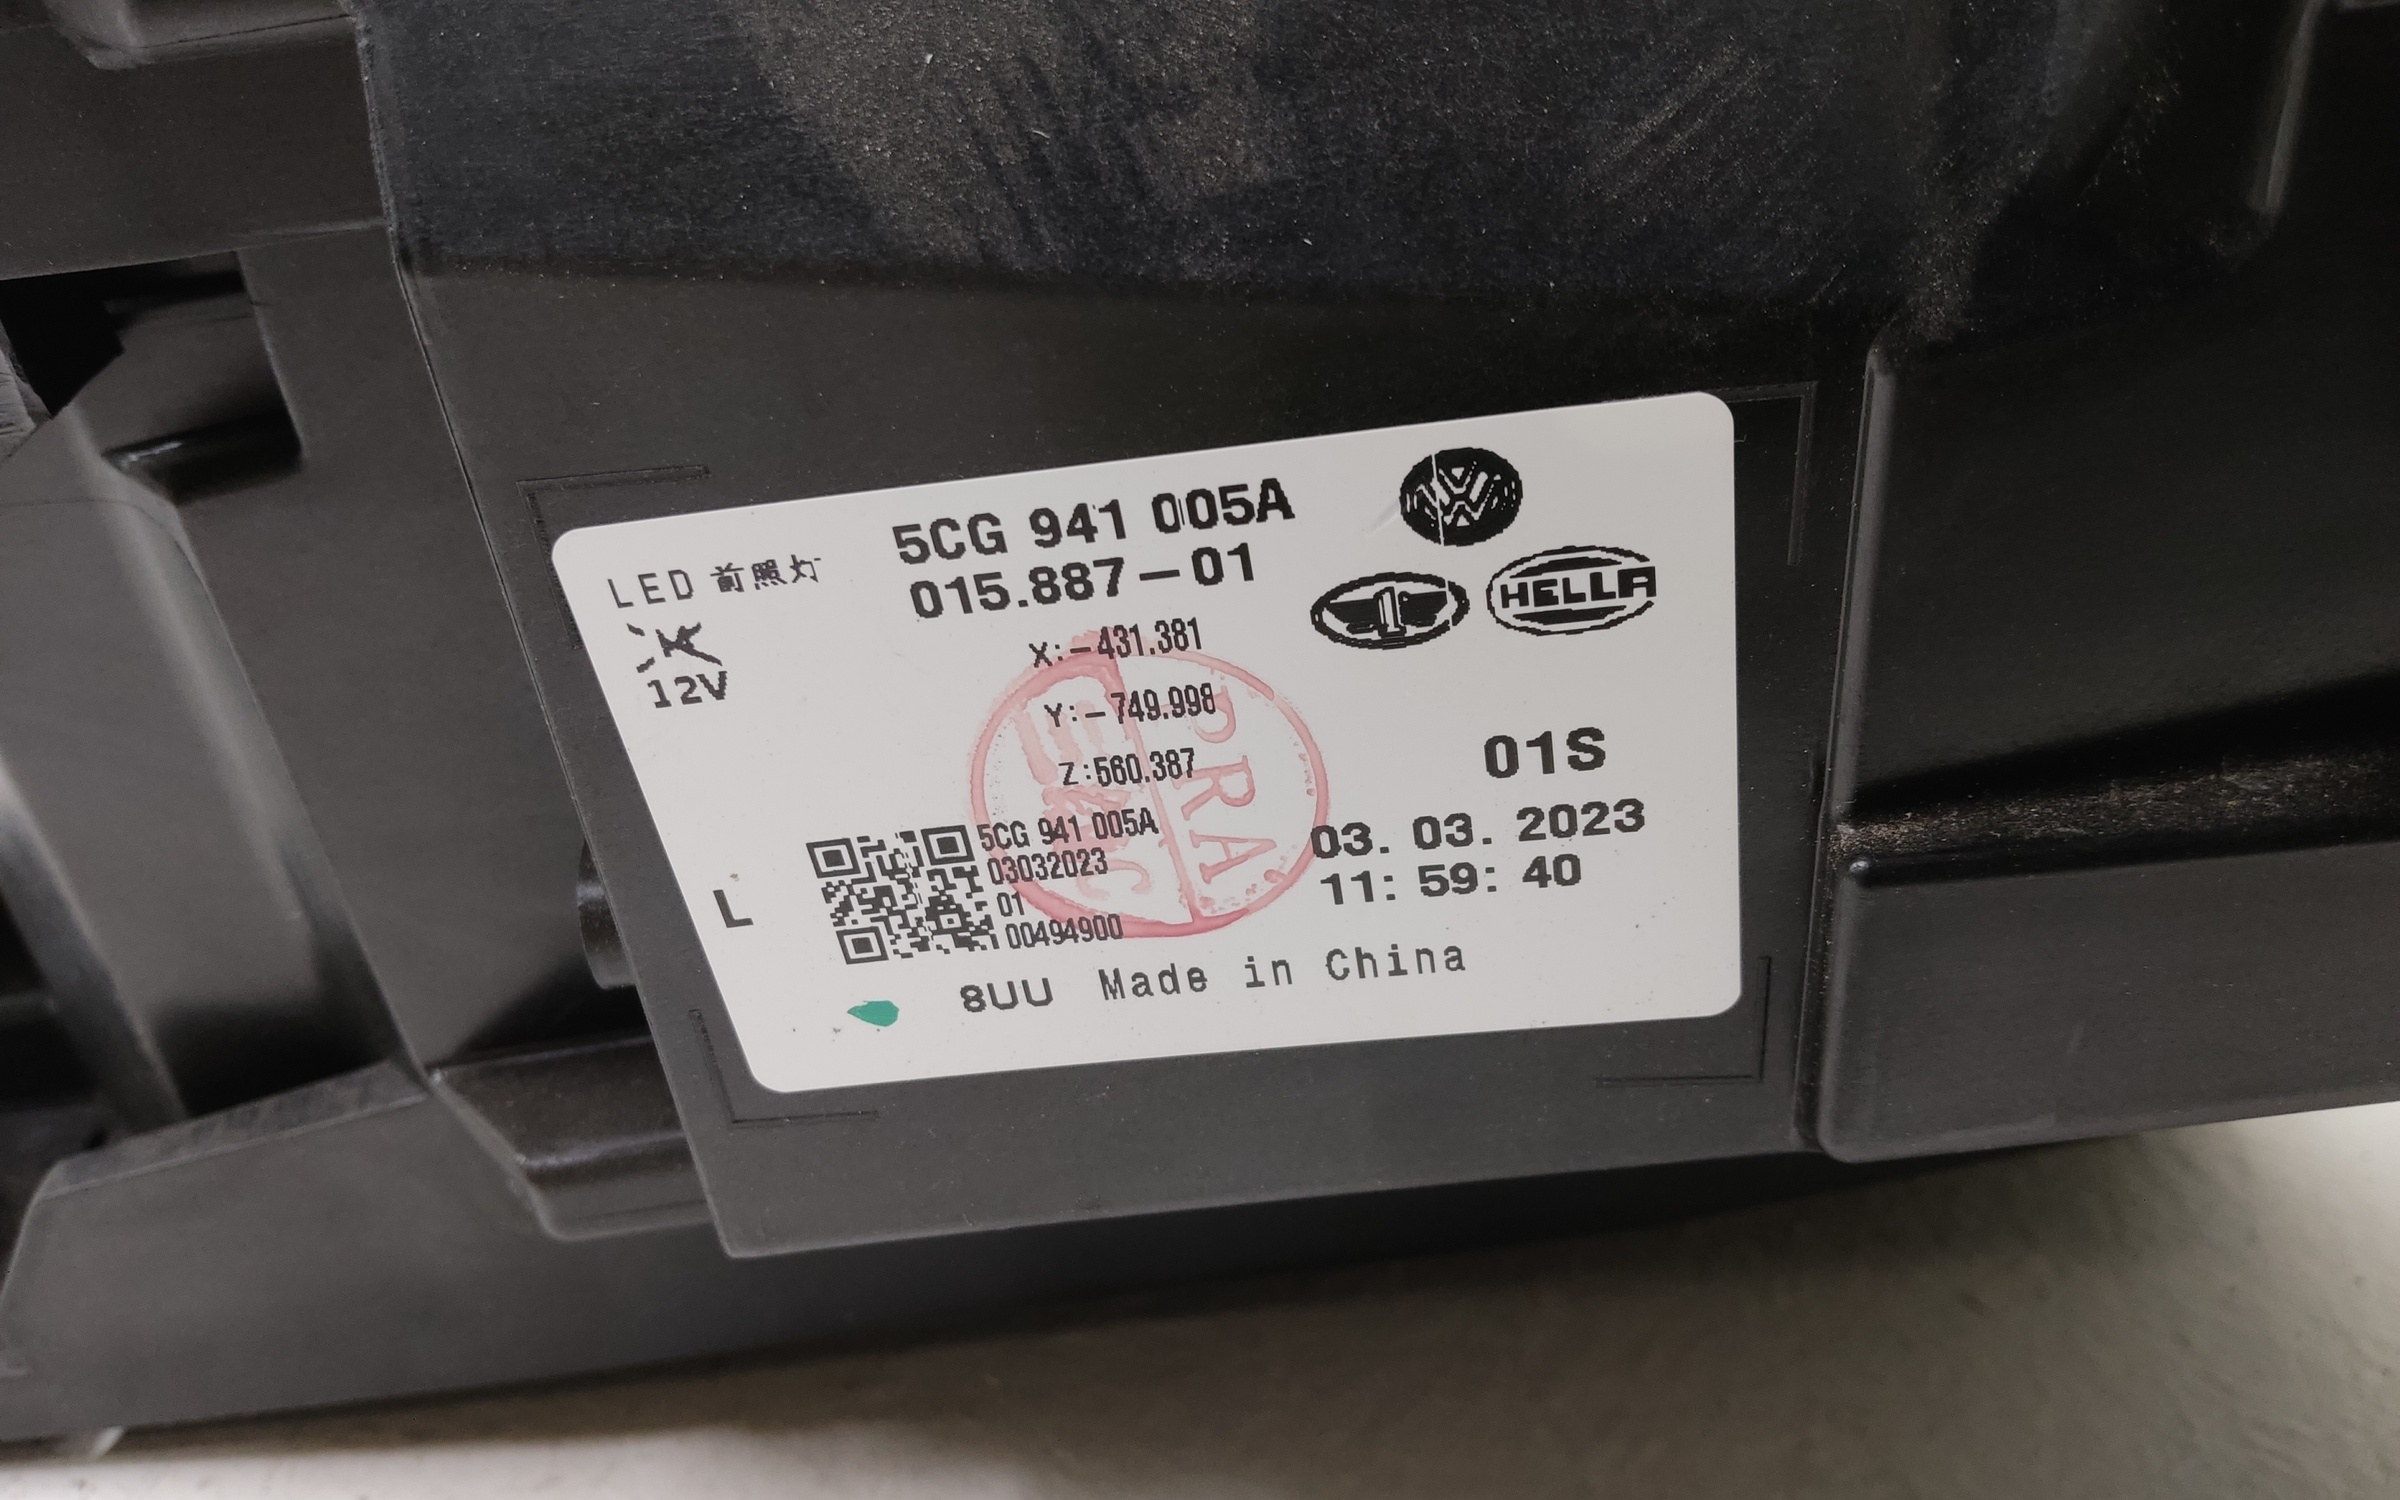 5CG 941 005A
015.887-01
LED 前照灯
12V
HELLA
X:-431.381
Y:-749.998
Z:560.387
PRA
01S
03. 03. 2023
11: 59: 40
5CG 941 005A
03032023
01
00494900
L
8UU Made in China